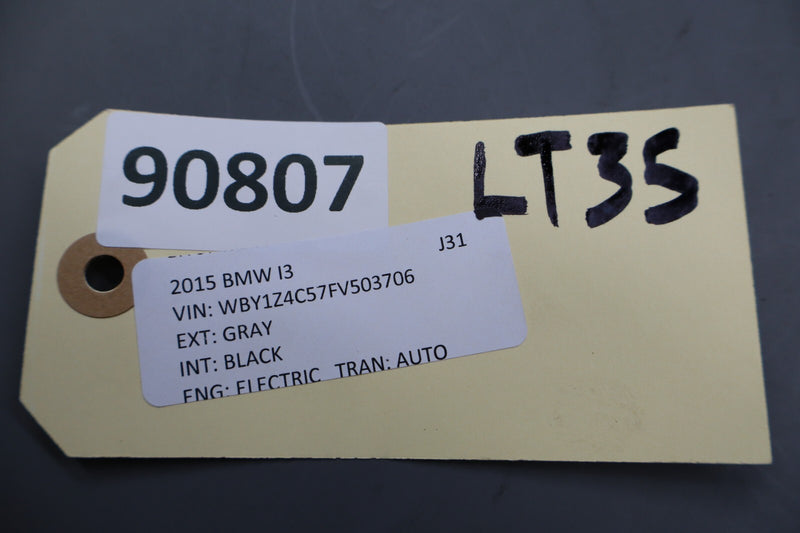 90807
LT35
J31
2015 BMW I3
VIN: WBY1Z4C57FV503706
EXT: GRAY
INT: BLACK
ENG: ELECTRIC TRAN: AUTO